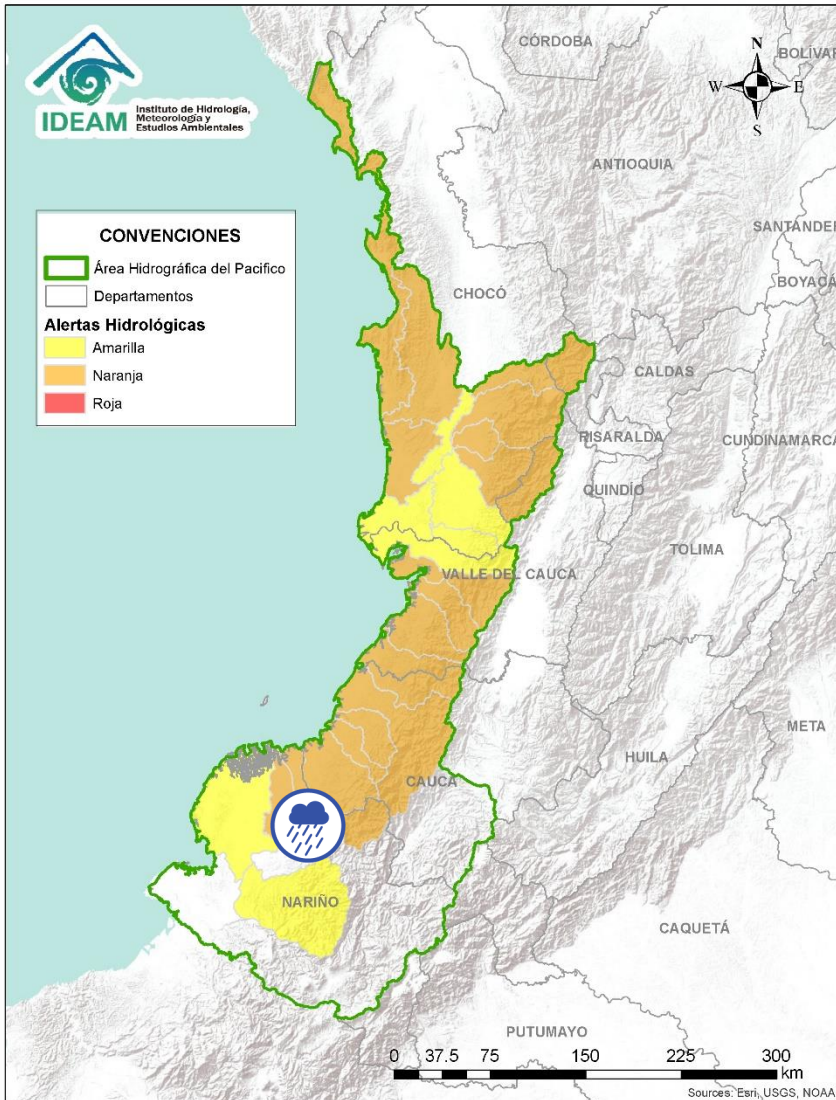 IDEAM
Instituto de Hidrología,
Meteorología y
Estudios Ambientales
CÓRDOBA
BOLÍVAR
N
W
E
S
ANTIOQUIA
SANTANDER
BOYACÁ
CONVENCIONES
Área Hidrográfica del Pacifico
Departamentos
Alertas Hidrológicas
Amarilla
Naranja
Roja
CHOCÓ
CALDAS
RISARALDA
CUNDINAMARCA
QUINDÍO
TOLIMA
VALLE DEL CAUCA
META
HUILA
CAUCA
NARIÑO
CAQUETÁ
PUTUMAYO
0 37.5 75 150 225 300
km
Sources: Esri, USGS, NOAA